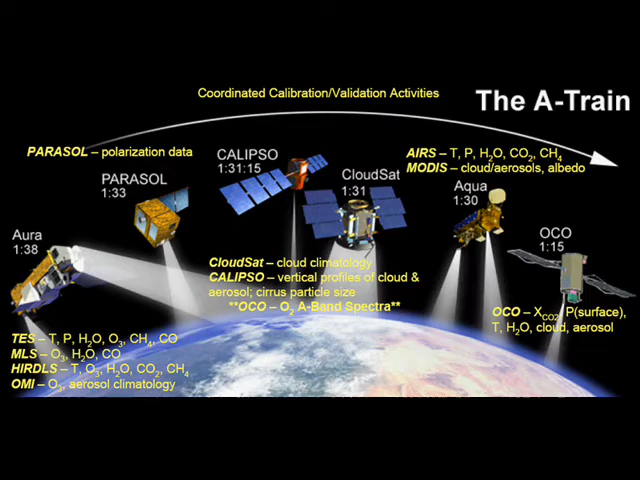 Coordinated Calibration/Validation Activities
The A-Train
PARASOL – polarization data
CALIPSO
1:31:15
AIRS – T, P, H2O, CO2, CH4
MODIS – cloud/aerosols, albedo
PARASOL
1:33
CloudSat
1:31
Aqua
1:30
Aura
1:38
OCO
1:15
CloudSat – cloud climatology
CALIPSO – vertical profiles of cloud &
aerosol; cirrus particle size
**OCO – O2 A-Band Spectra**
OCO – XCO2, P(surface),
T, H2O, cloud, aerosol
TES – T, P, H2O, O3, CH4, CO
MLS – O3, H2O, CO
HIRDLS – T, O3, H2O, CO2, CH4
OMI – O3, aerosol climatology